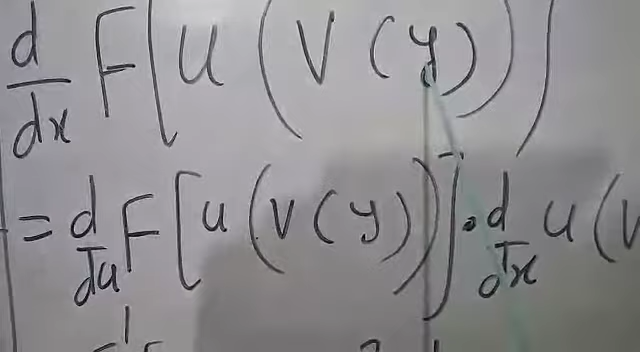 d/dx F[u(V(y))]
= d/du F[u(V(y))] · d/dx u(V